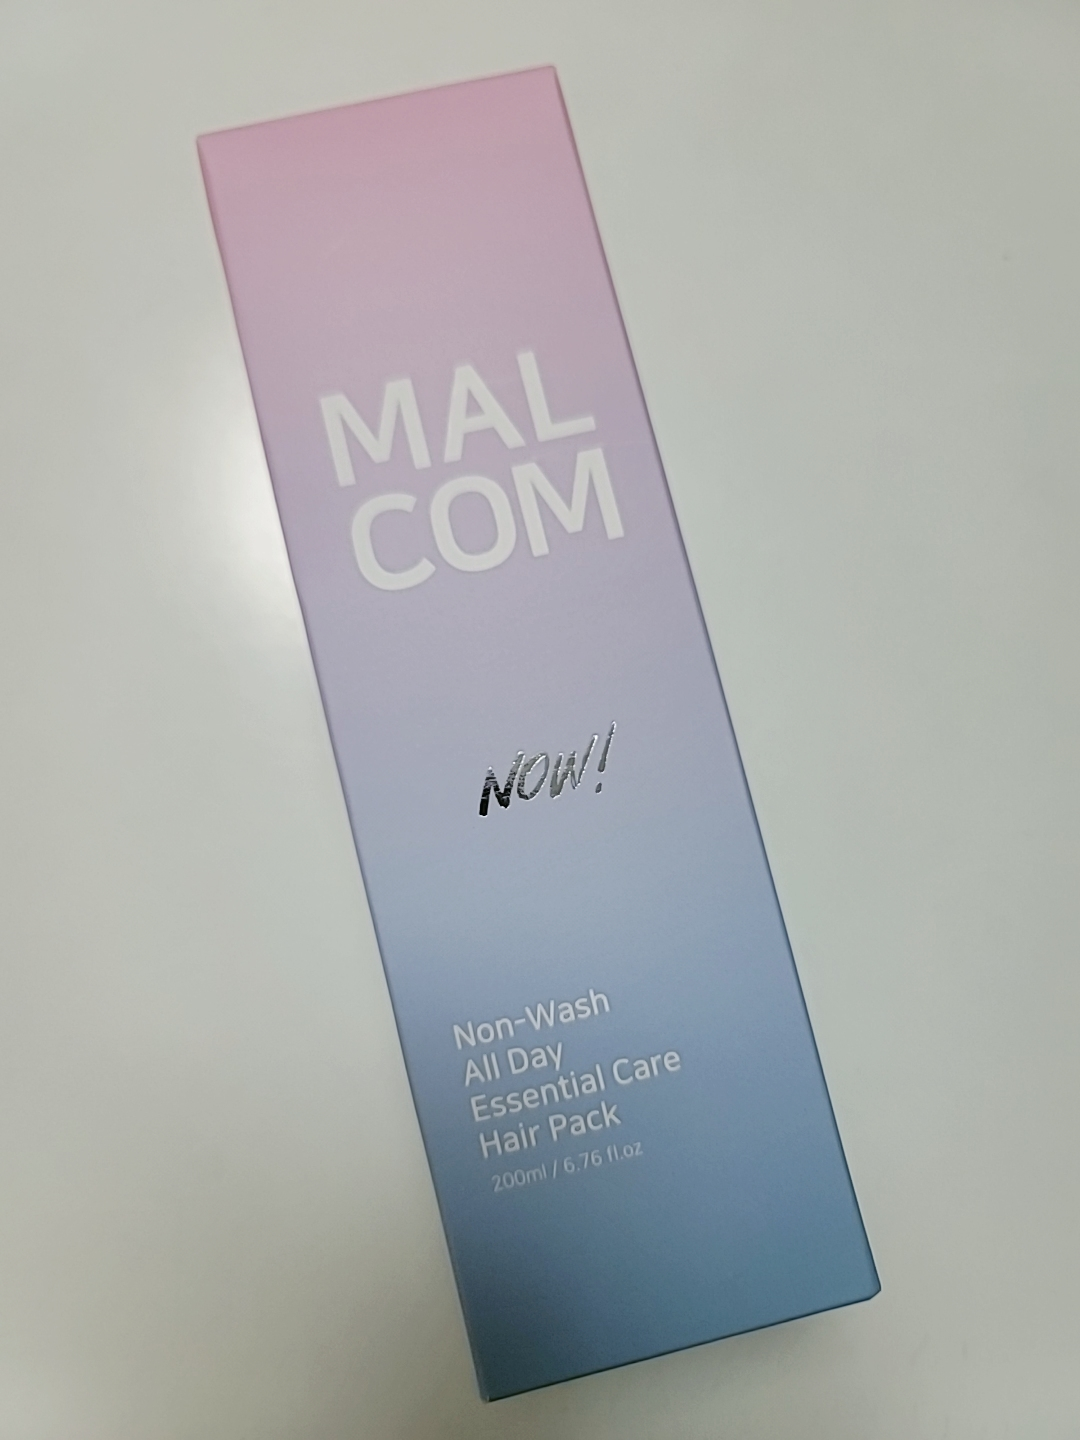 MAL
COM
NOW!
Non-Wash
All Day
Essential Care
Hair Pack
200ml / 6.76 fl.oz